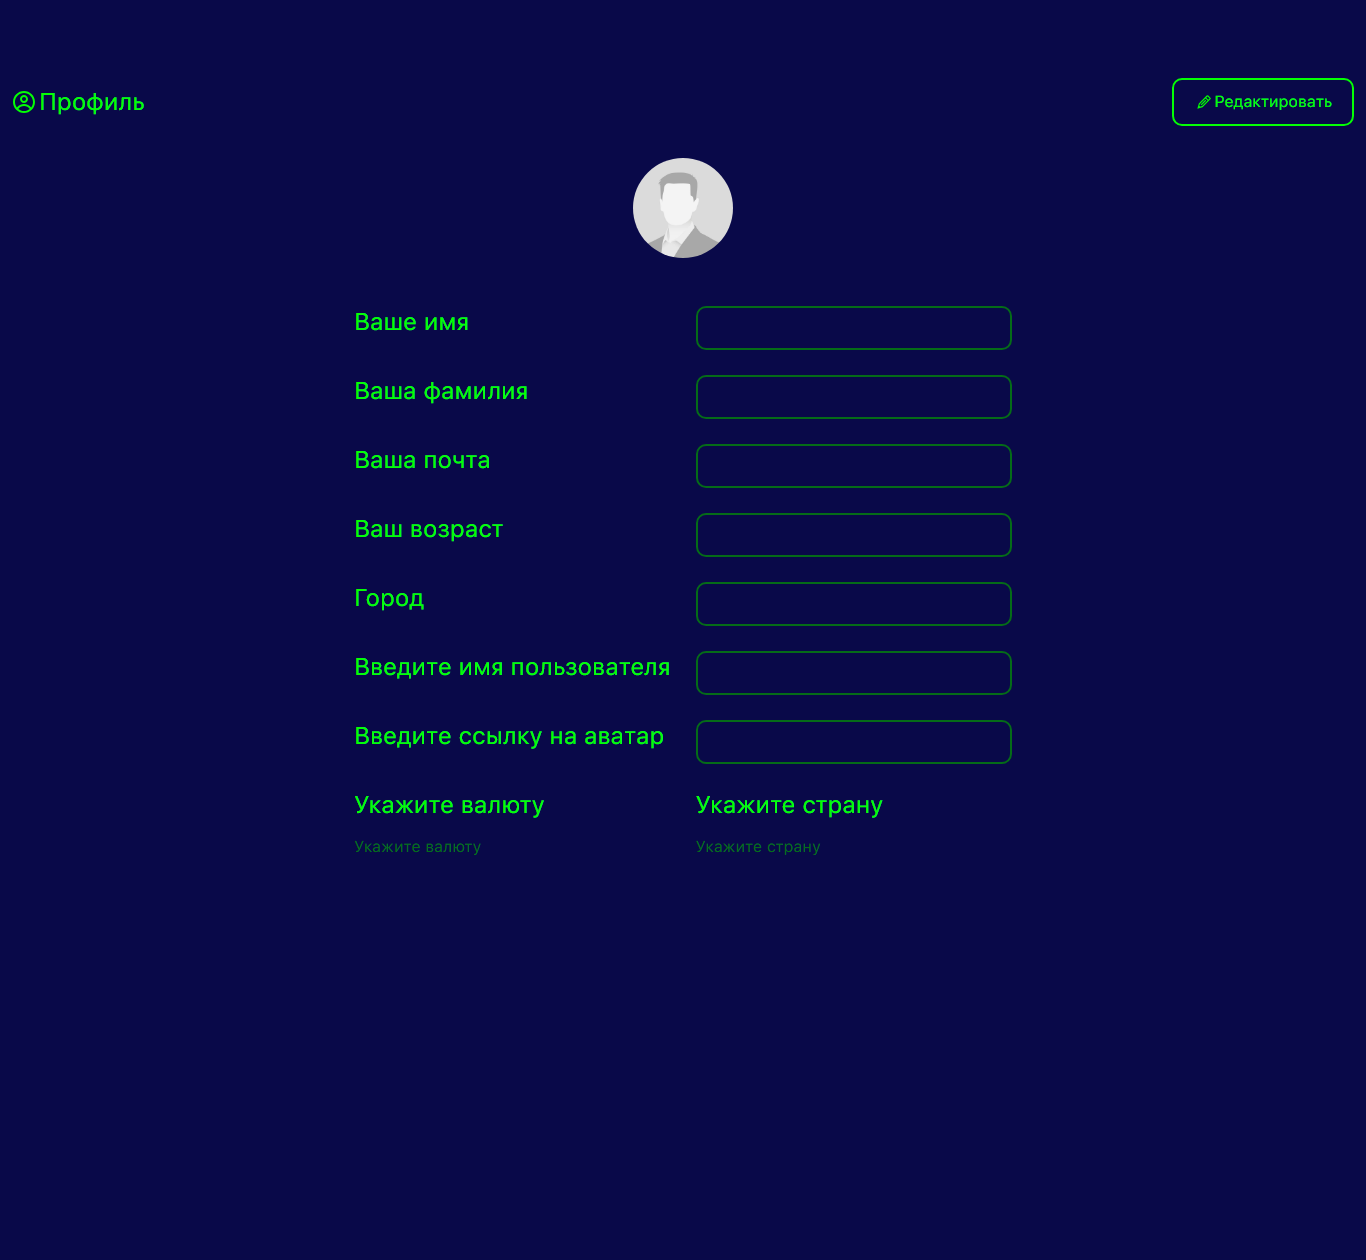 Профиль
Редактировать
Ваше имя
Ваша фамилия
Ваша почта
Ваш возраст
Город
Введите имя пользователя
Введите ссылку на аватар
Укажите валюту
Укажите страну
Укажите валюту
Укажите страну